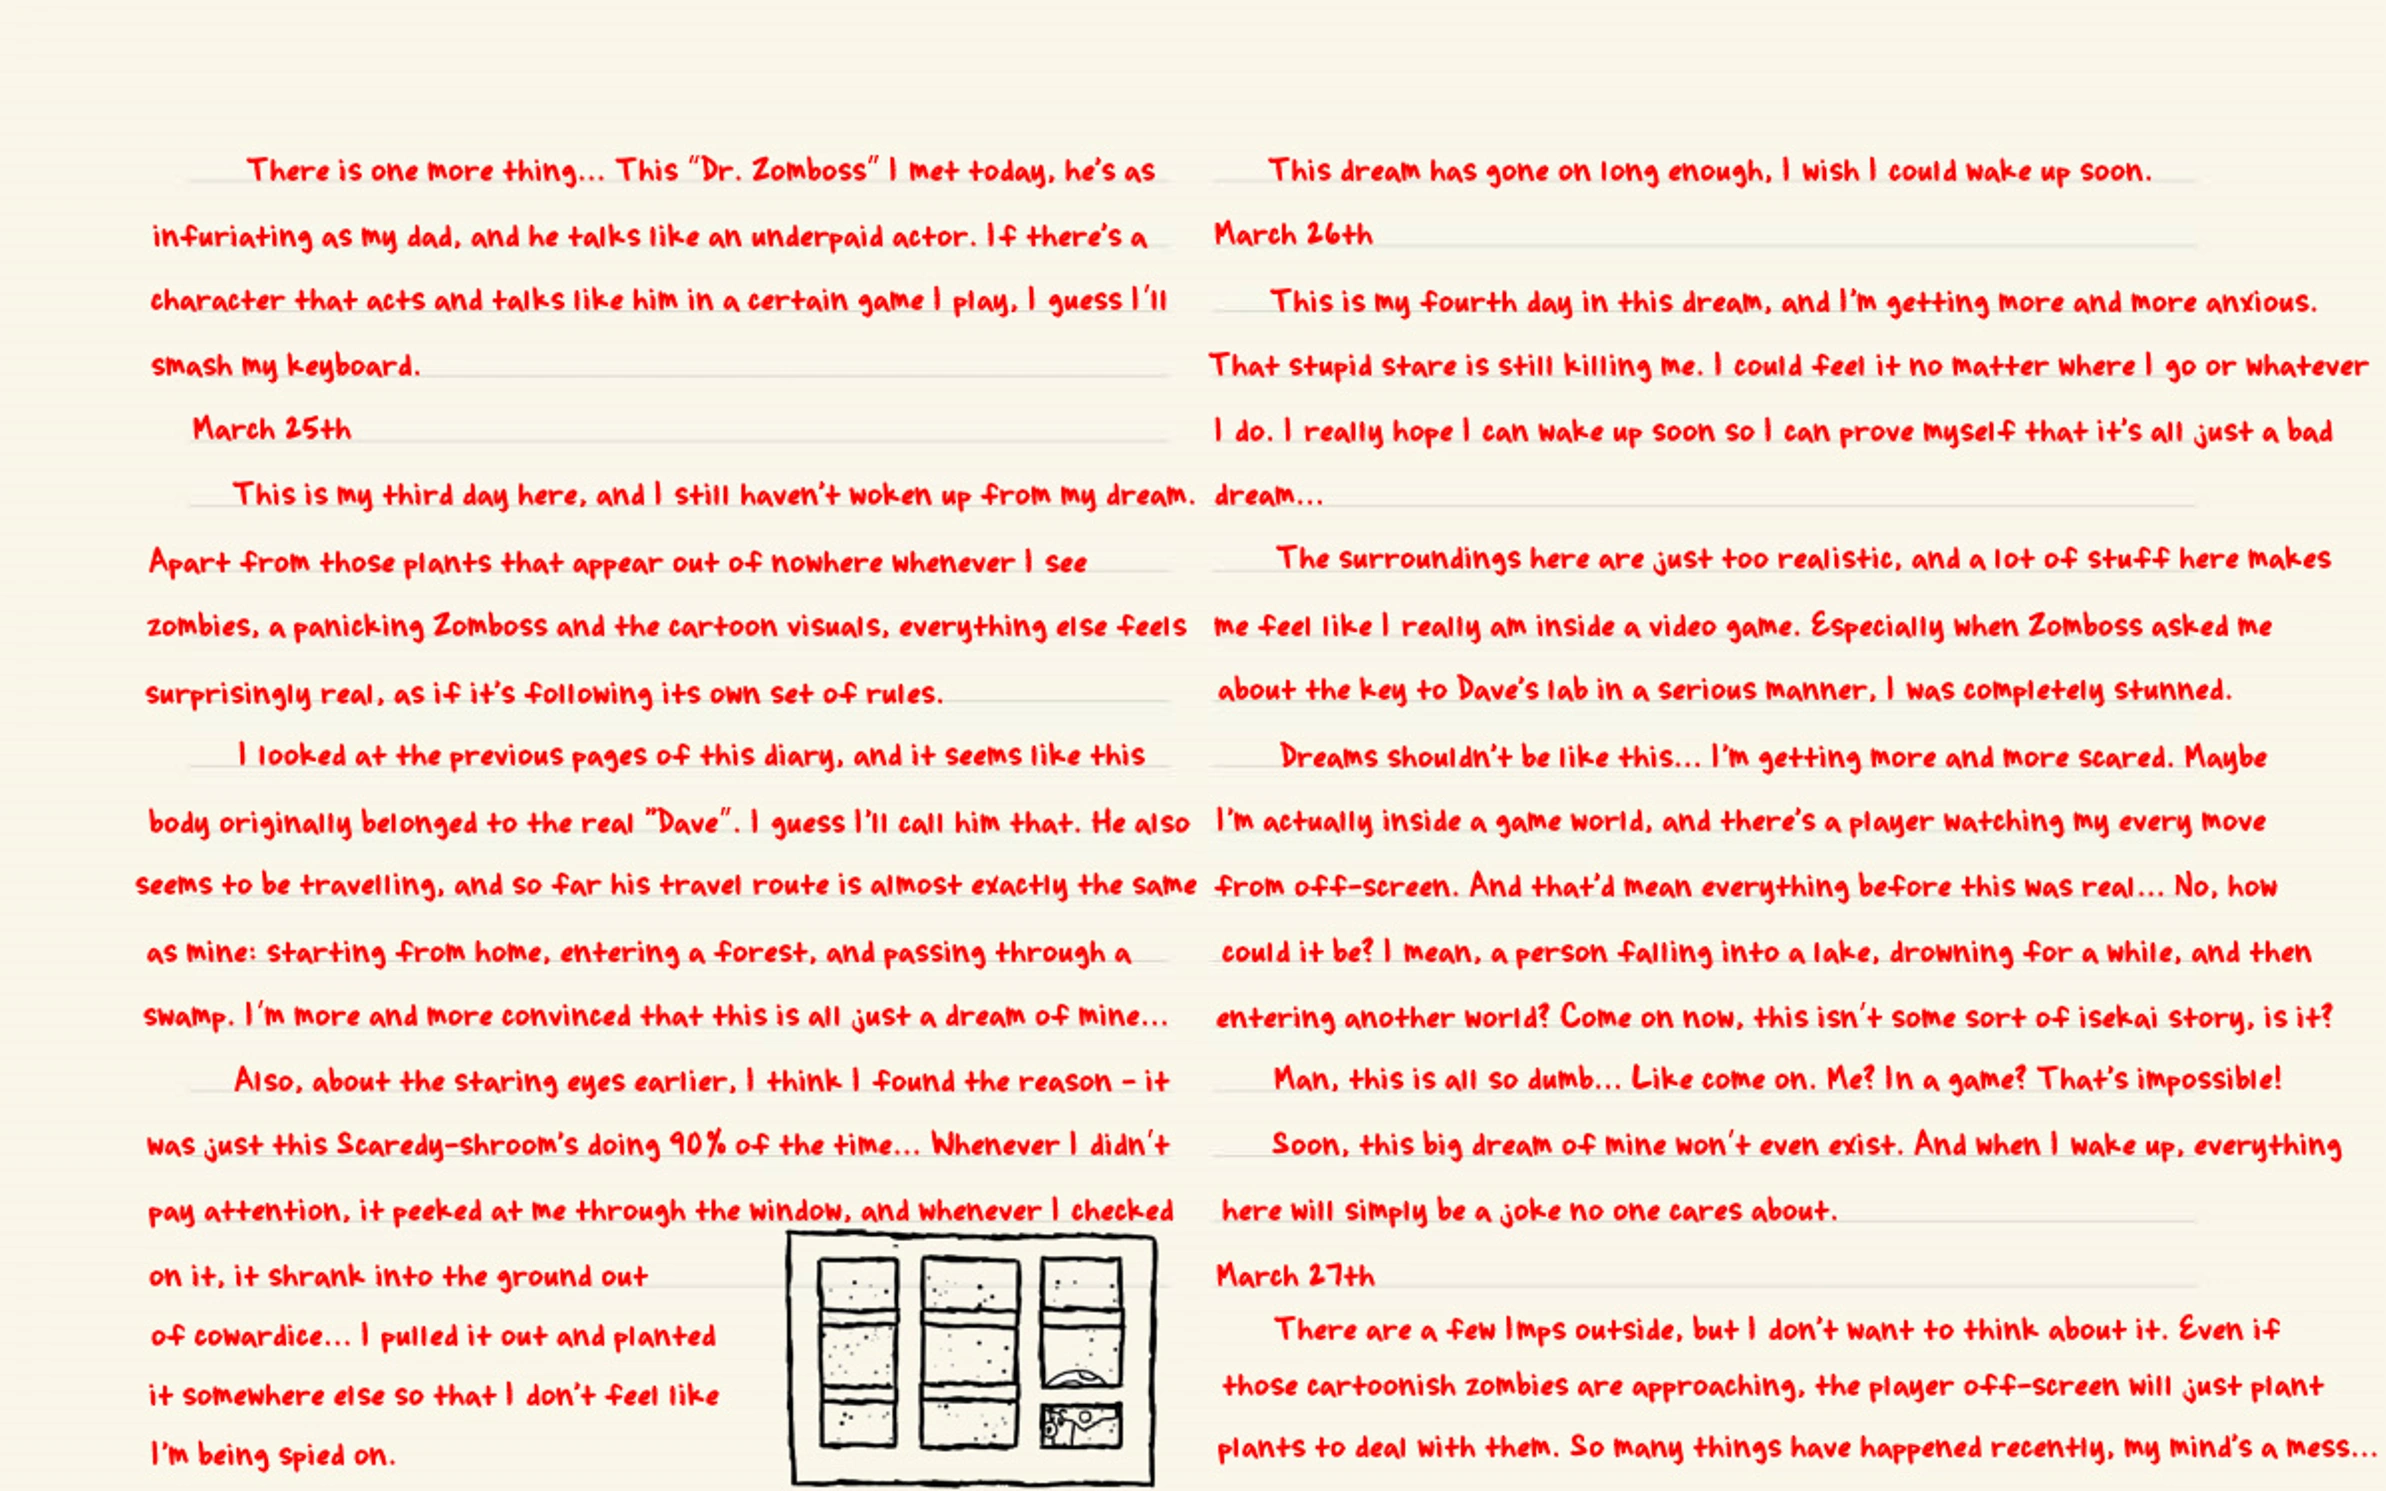 There is one more thing... This "Dr. Zomboss" I met today, he's as
infuriating as my dad, and he talks like an underpaid actor. If there's a
character that acts and talks like him in a certain game I play, I guess I'll
smash my keyboard.
March 25th
This is my third day here, and I still haven't woken up from my dream.
Apart from those plants that appear out of nowhere whenever I see
zombies, a panicking Zomboss and the cartoon visuals, everything else feels
surprisingly real, as if it's following its own set of rules.
I looked at the previous pages of this diary, and it seems like this
body originally belonged to the real "Dave". I guess I'll call him that. He also
seems to be travelling, and so far his travel route is almost exactly the same
as mine: starting from home, entering a forest, and passing through a
swamp. I'm more and more convinced that this is all just a dream of mine...
Also, about the staring eyes earlier, I think I found the reason - it
was just this Scaredy-shroom's doing 90% of the time... Whenever I didn't
pay attention, it peeked at me through the window, and whenever I checked
on it, it shrank into the ground out
of cowardice... I pulled it out and planted
it somewhere else so that I don't feel like
I'm being spied on.
This dream has gone on long enough, I wish I could wake up soon.
March 26th
This is my fourth day in this dream, and I'm getting more and more anxious.
That stupid stare is still killing me. I could feel it no matter where I go or whatever
I do. I really hope I can wake up soon so I can prove myself that it's all just a bad
dream...
The surroundings here are just too realistic, and a lot of stuff here makes
me feel like I really am inside a video game. Especially when Zomboss asked me
about the key to Dave's lab in a serious manner, I was completely stunned.
Dreams shouldn't be like this... I'm getting more and more scared. Maybe
I'm actually inside a game world, and there's a player watching my every move
from off-screen. And that'd mean everything before this was real... No, how
could it be? I mean, a person falling into a lake, drowning for a while, and then
entering another world? Come on now, this isn't some sort of isekai story, is it?
Man, this is all so dumb... Like come on. Me? In a game? That's impossible!
Soon, this big dream of mine won't even exist. And when I wake up, everything
here will simply be a joke no one cares about.
March 27th
There are a few Imps outside, but I don't want to think about it. Even if
those cartoonish zombies are approaching, the player off-screen will just plant
plants to deal with them. So many things have happened recently, my mind's a mess...